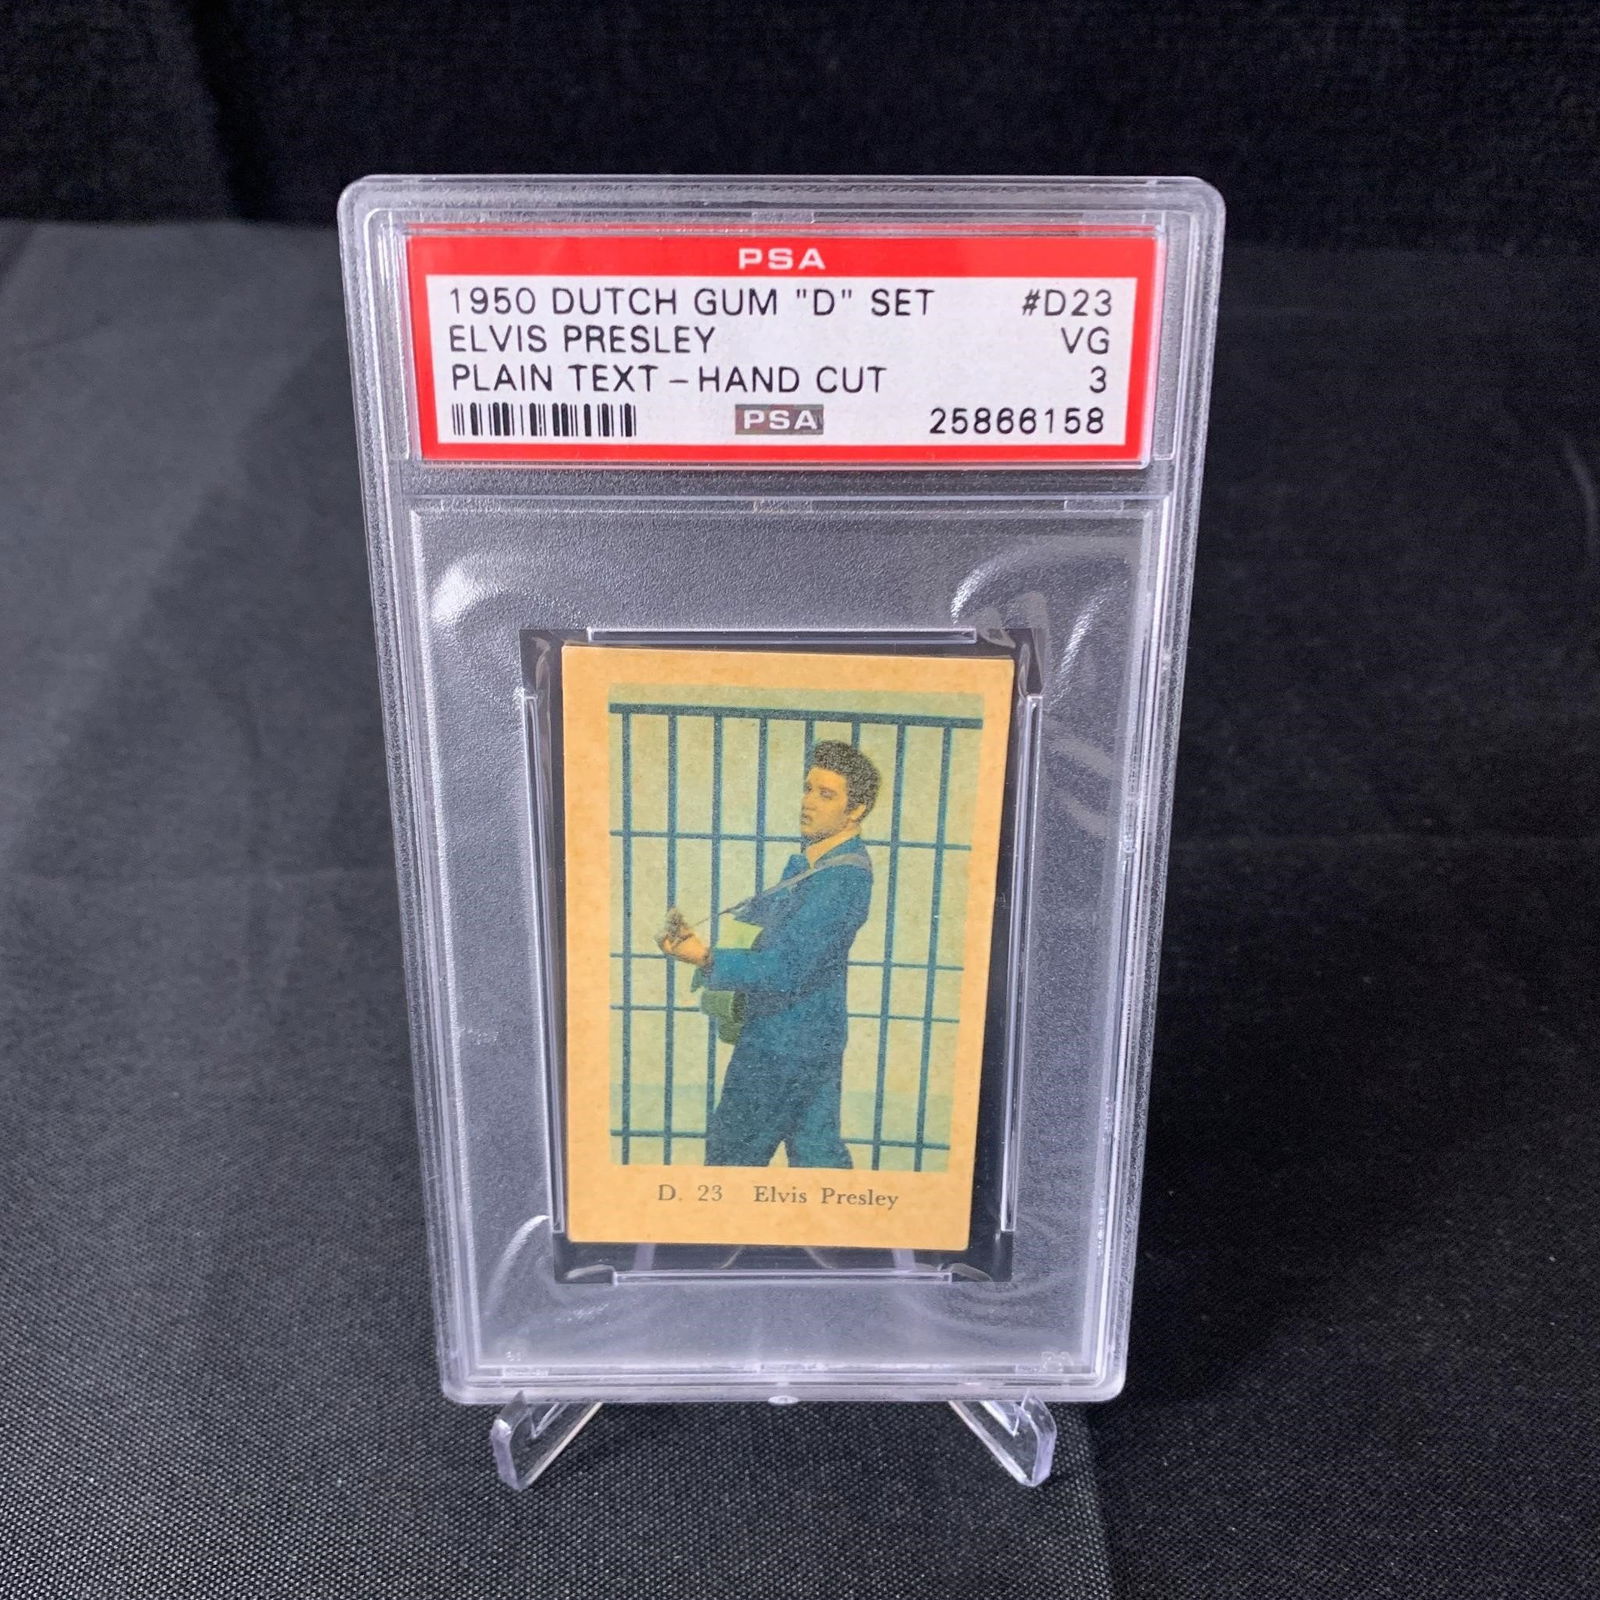 PSA
1950 DUTCH GUM "D" SET #D23
ELVIS PRESLEY VG
PLAIN TEXT - HAND CUT 3
PSA 25866158
D. 23 Elvis Presley